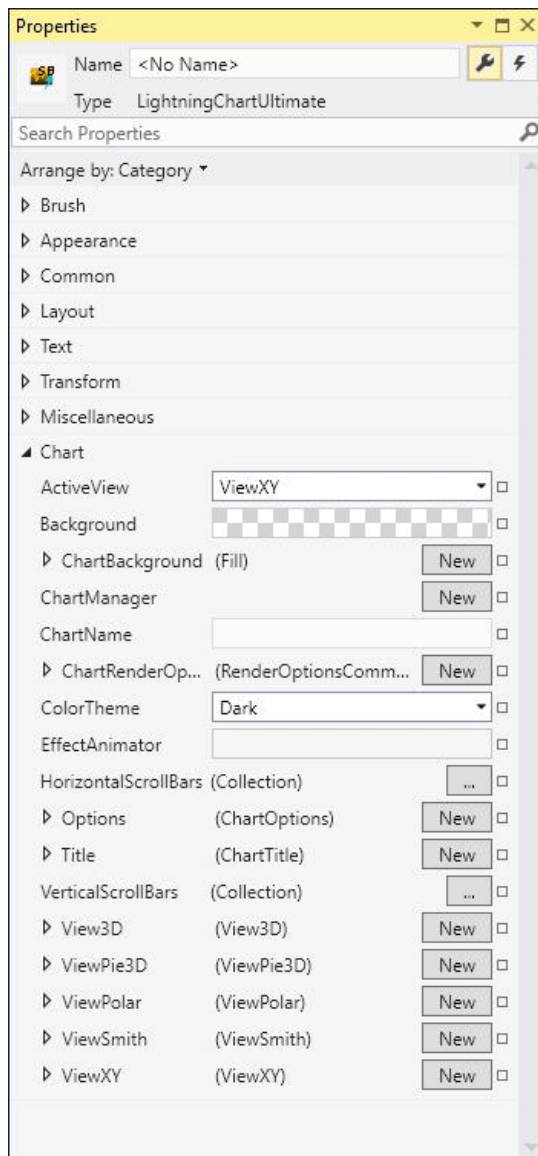 Properties
SB
Name <No Name>
Type LightningChartUltimate
Search Properties
Arrange by: Category
Brush
Appearance
Common
Layout
Text
Transform
Miscellaneous
Chart
ActiveView ViewXY
Background
ChartBackground (Fill) New
ChartManager New
ChartName
ChartRenderOp... (RenderOptionsComm... New
ColorTheme Dark
EffectAnimator
HorizontalScrollBars (Collection) ...
Options (ChartOptions) New
Title (ChartTitle) New
VerticalScrollBars (Collection) ...
View3D (View3D) New
ViewPie3D (ViewPie3D) New
ViewPolar (ViewPolar) New
ViewSmith (ViewSmith) New
ViewXY (ViewXY) New